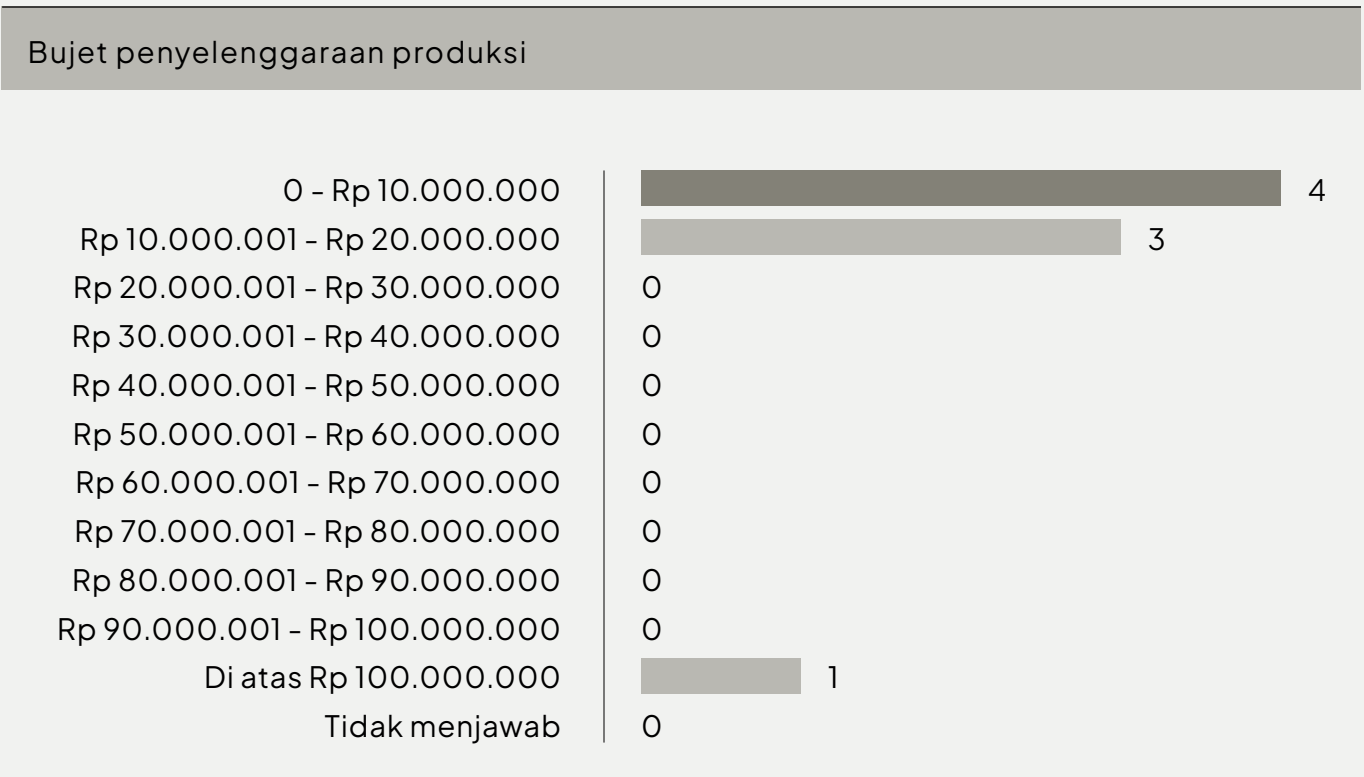 Bujet penyelenggaraan produksi
0 - Rp 10.000.000 4
Rp 10.000.001 - Rp 20.000.000 3
Rp 20.000.001 - Rp 30.000.000 0
Rp 30.000.001 - Rp 40.000.000 0
Rp 40.000.001 - Rp 50.000.000 0
Rp 50.000.001 - Rp 60.000.000 0
Rp 60.000.001 - Rp 70.000.000 0
Rp 70.000.001 - Rp 80.000.000 0
Rp 80.000.001 - Rp 90.000.000 0
Rp 90.000.001 - Rp 100.000.000 0
Di atas Rp 100.000.000 1
Tidak menjawab 0